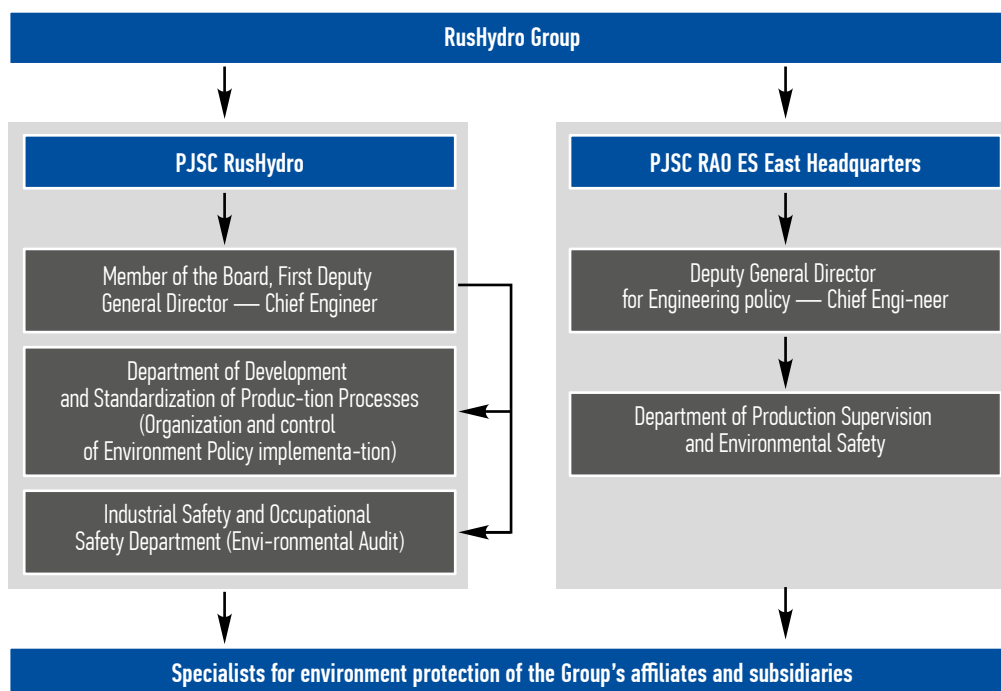 RusHydro Group
PJSC RusHydro
Member of the Board, First Deputy
General Director — Chief Engineer
Department of Development
and Standardization of Produc-tion Processes
(Organization and control
of Environment Policy implementa-tion)
Industrial Safety and Occupational
Safety Department (Envi-ronmental Audit)
PJSC RAO ES East Headquarters
Deputy General Director
for Engineering policy — Chief Engi-neer
Department of Production Supervision
and Environmental Safety
Specialists for environment protection of the Group's affiliates and subsidiaries